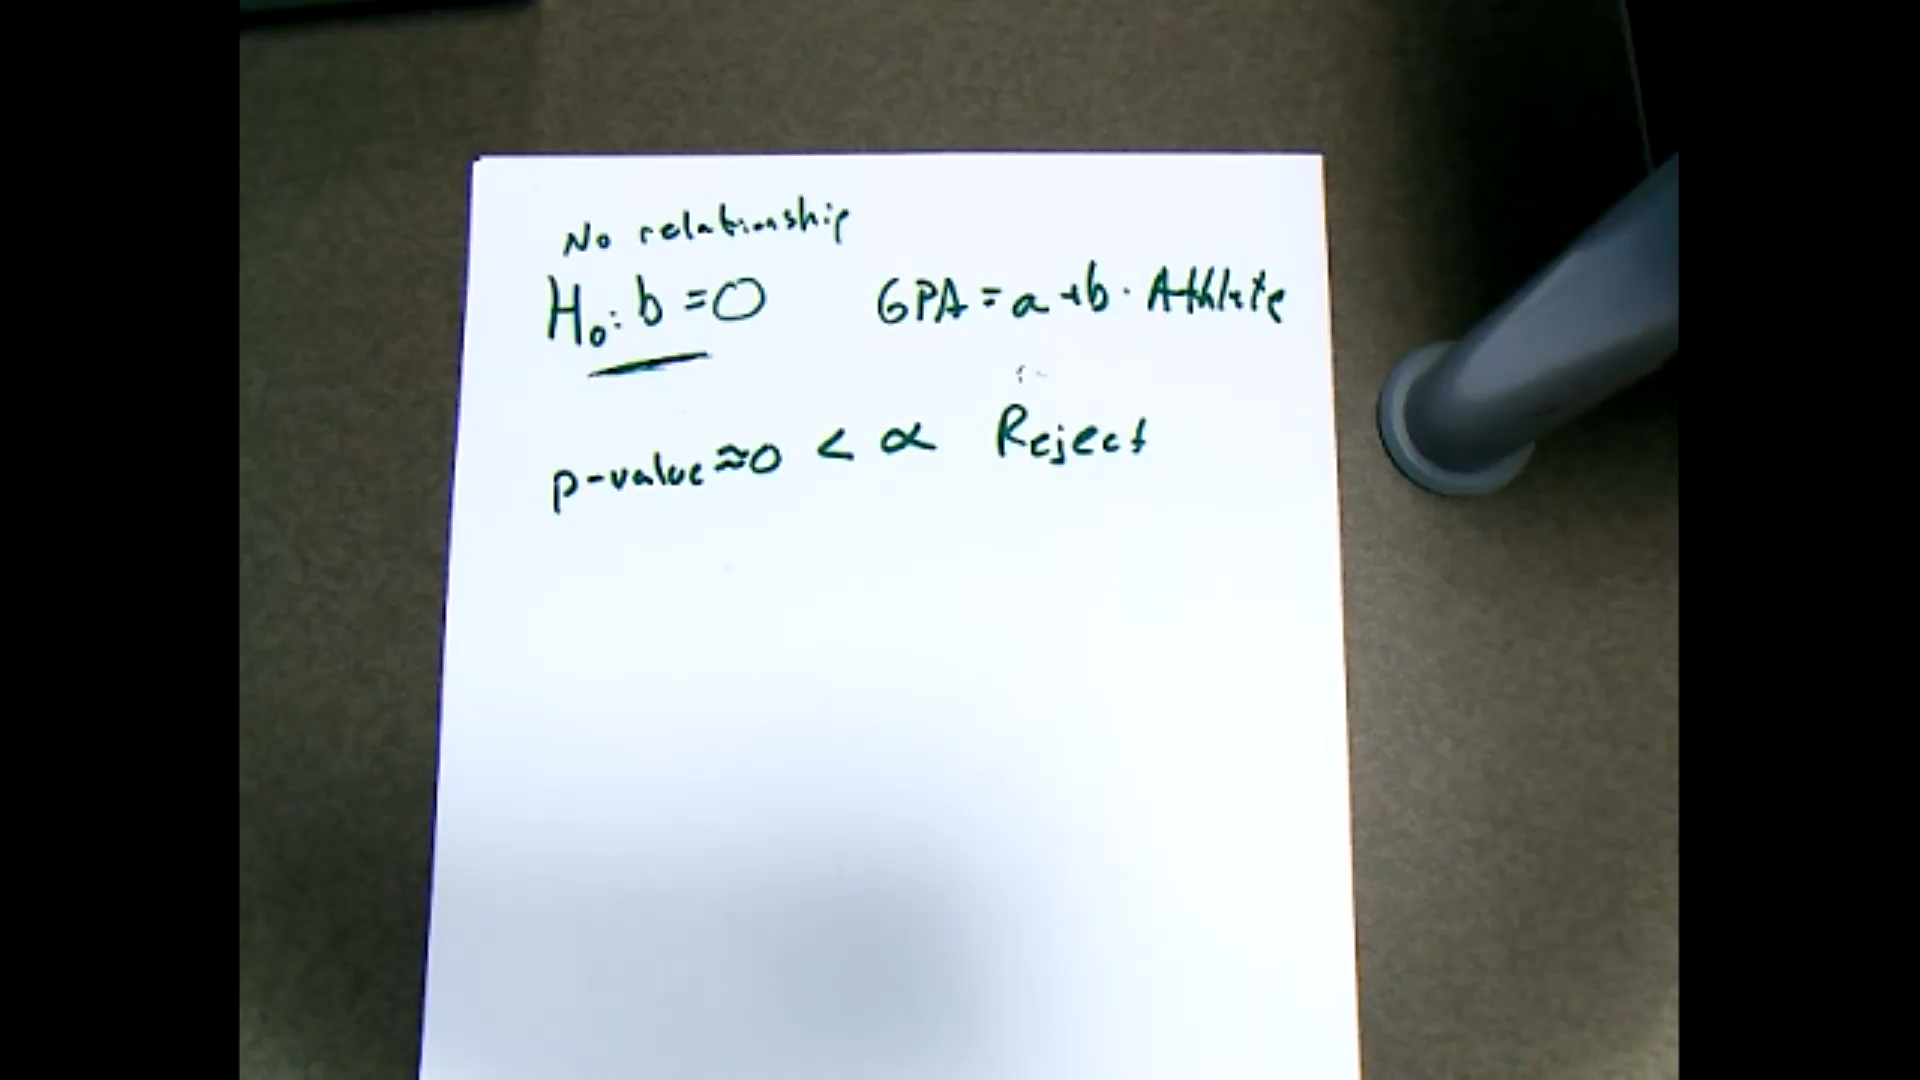 No relationship
H₀: b = 0 GPA = a + b · Athlete
p-value ≈ 0 < α Reject